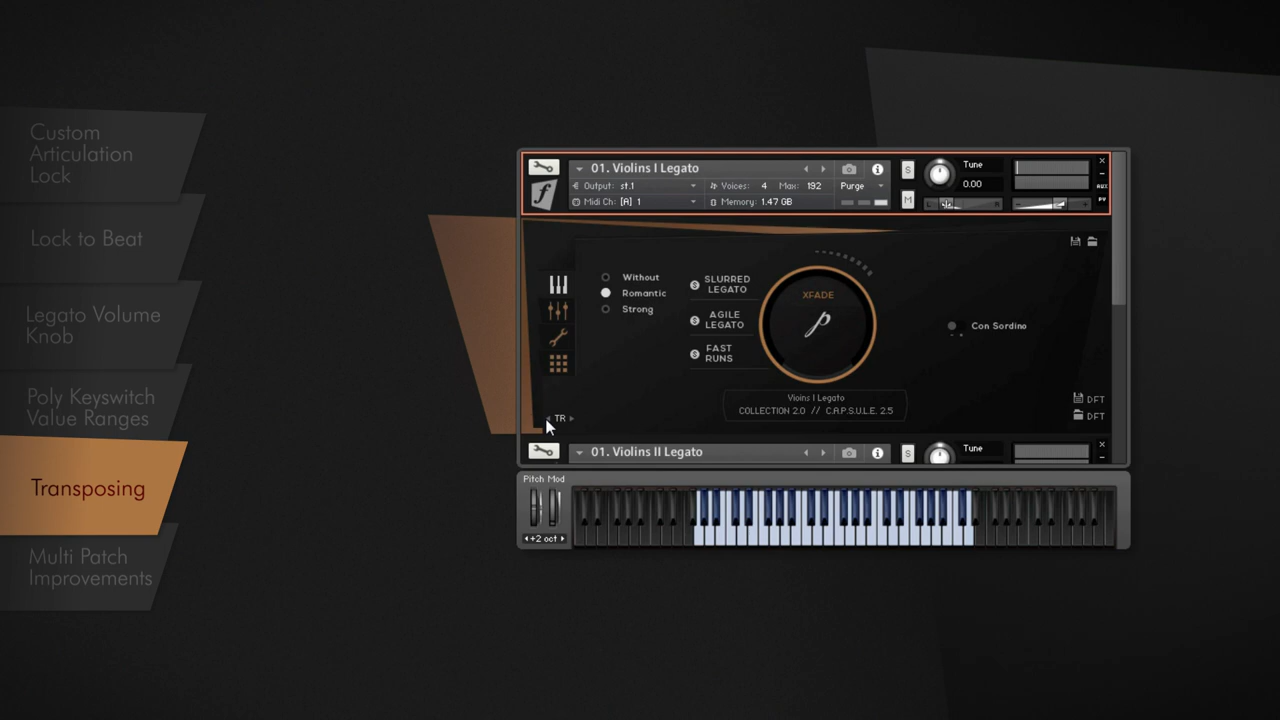 Custom
Articulation
Lock
Lock to Beat
Legato Volume
Knob
Poly Keyswitch
Value Ranges
Transposing
Multi Patch
Improvements
01. Violins I Legato
S
Tune
Output: st.1
Voices: 4 Max: 192
Purge
0.00
Midi Ch: [A] 1
Memory: 1.47 GB
M
L
R
AUX
PV
Without
Romantic
Strong
S SLURRED
LEGATO
S AGILE
LEGATO
S FAST
RUNS
XFADE
p
Con Sordino
Vioins I Legato
COLLECTION 2.0 // C.A.P.S.U.L.E. 2.5
DFT
DFT
TR
01. Violins II Legato
S
Tune
Pitch Mod
+2 oct